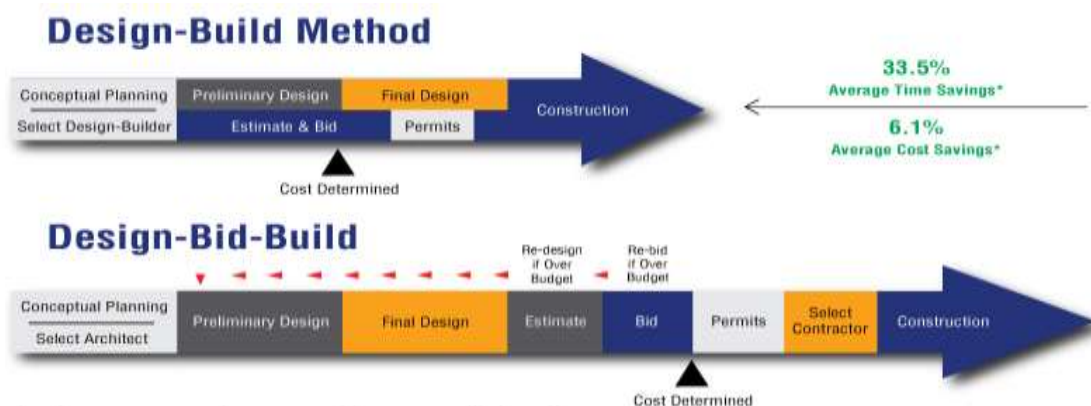 Design-Build Method
Conceptual Planning
Select Design-Builder
Preliminary Design
Final Design
Estimate & Bid
Permits
Construction
Cost Determined
33.5%
Average Time Savings*
6.1%
Average Cost Savings*
Design-Bid-Build
Re-design
if Over
Budget
Re-bid
if Over
Budget
Conceptual Planning
Select Architect
Preliminary Design
Final Design
Estimate
Bid
Permits
Select
Contractor
Construction
Cost Determined